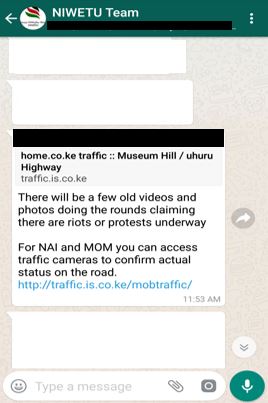 NIWETU Team
home.co.ke traffic :: Museum Hill / uhuru
Highway
traffic.is.co.ke
There will be a few old videos and
photos doing the rounds claiming
there are riots or protests underway
For NAI and MOM you can access
traffic cameras to confirm actual
status on the road.
http://traffic.is.co.ke/mobtraffic/
11:53 AM
Type a message